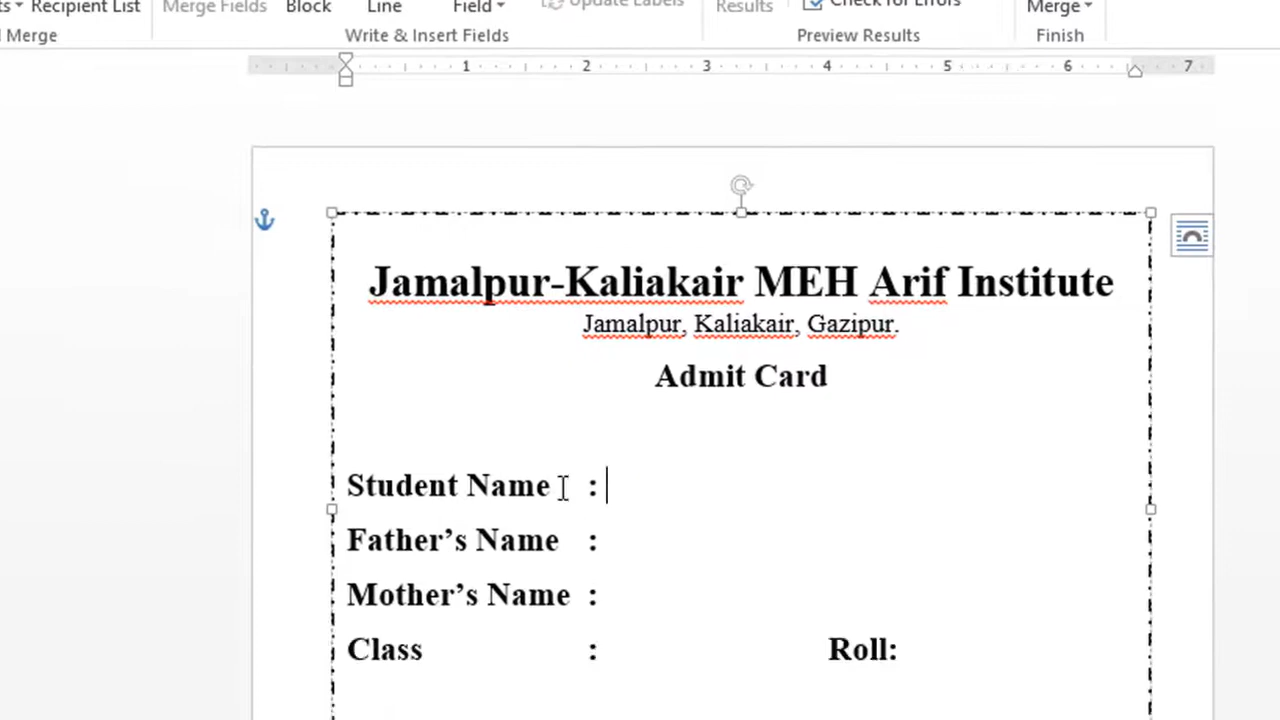 Recipient List Merge Fields Block Line Field Update Labels Results Check for Errors Merge
Merge Write & Insert Fields Preview Results Finish
1 2 3 4 5 6 7
Jamalpur-Kaliakair MEH Arif Institute
Jamalpur, Kaliakair, Gazipur.
Admit Card
Student Name :
Father’s Name :
Mother’s Name :
Class : Roll: